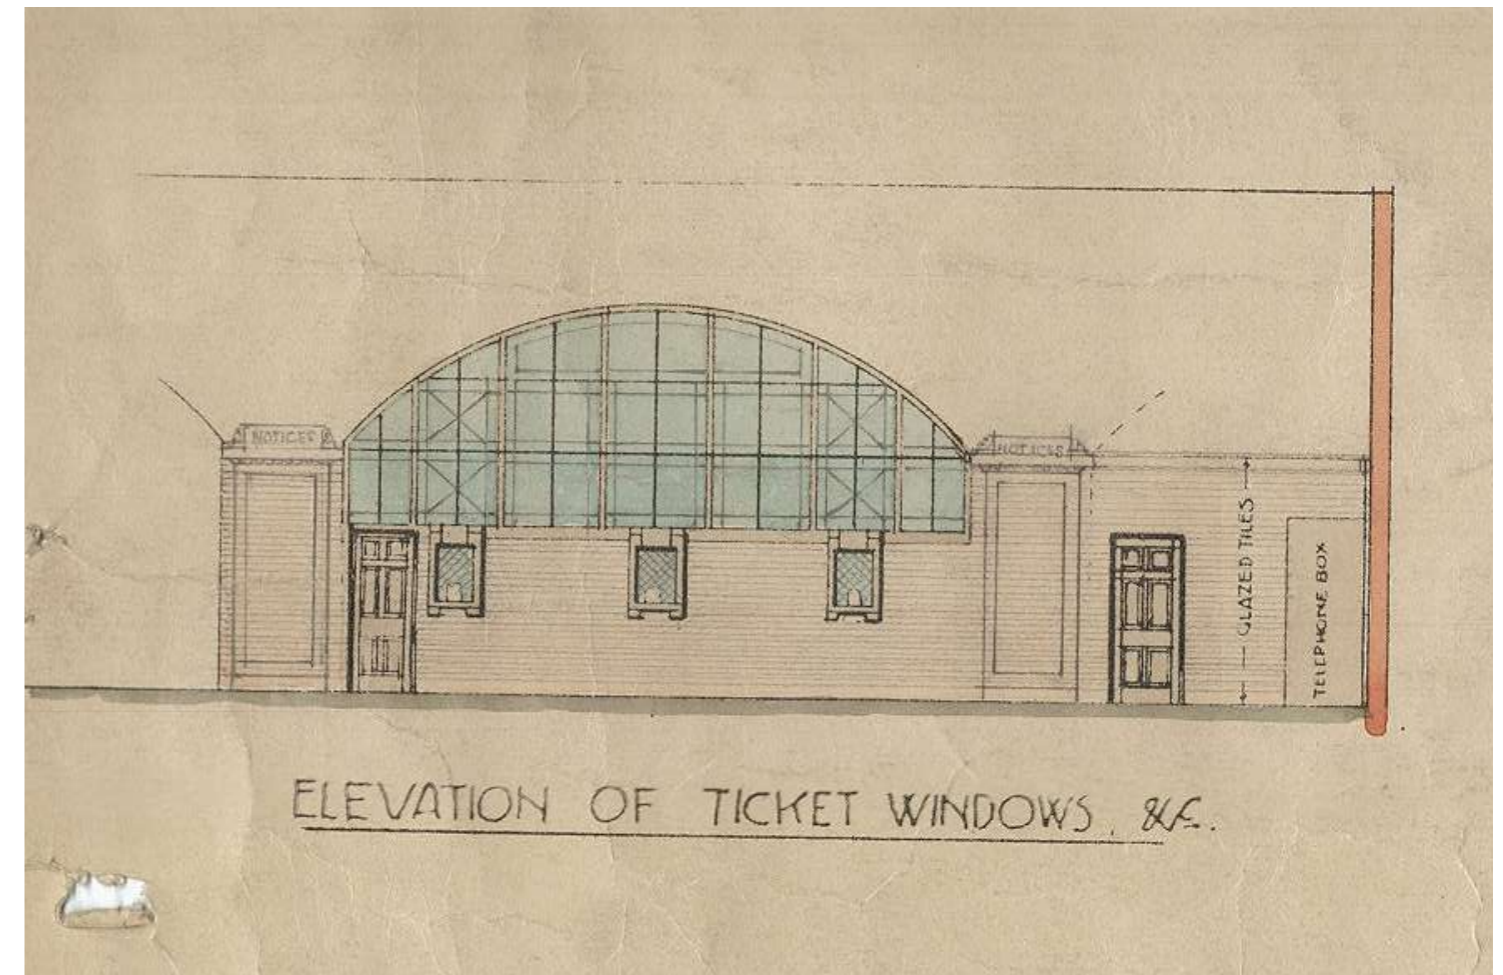 NOTICES
NOTICES
GLAZED TILES
TELEPHONE BOX
ELEVATION OF TICKET WINDOWS. &c.